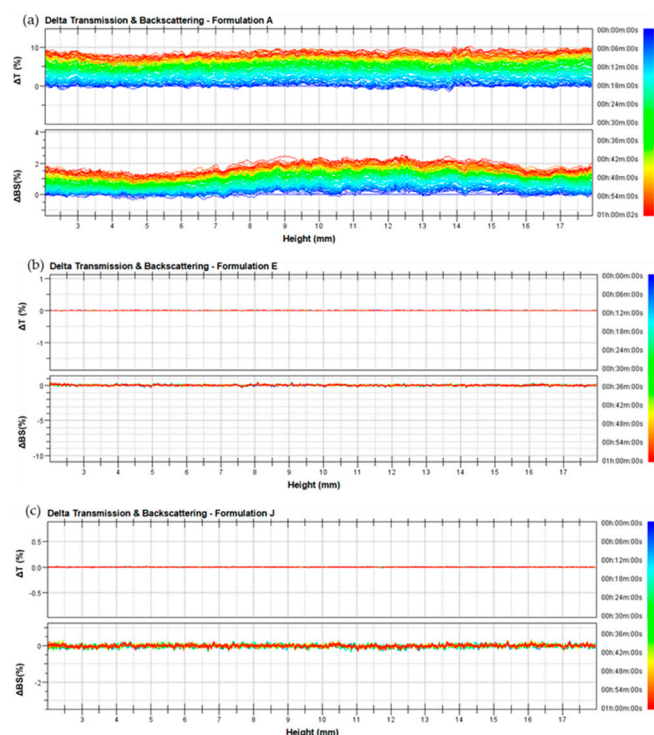 (a) Delta Transmission & Backscattering - Formulation A
ΔT (%)
10
0
ΔBS(%)
4
2
0
3 4 5 6 7 8 9 10 11 12 13 14 15 16 17
Height (mm)
00h:00m:00s
00h:06m:00s
00h:12m:00s
00h:18m:00s
00h:24m:00s
00h:30m:00s
00h:36m:00s
00h:42m:00s
00h:48m:00s
00h:54m:00s
01h:00m:02s
(b) Delta Transmission & Backscattering - Formulation E
ΔT (%)
1
0
-1
ΔBS(%)
0
-5
-10
3 4 5 6 7 8 9 10 11 12 13 14 15 16 17
Height (mm)
00h:00m:00s
00h:06m:00s
00h:12m:00s
00h:18m:00s
00h:24m:00s
00h:30m:00s
00h:36m:00s
00h:42m:00s
00h:48m:00s
00h:54m:00s
01h:00m:00s
(c) Delta Transmission & Backscattering - Formulation J
ΔT (%)
0.5
0.0
-0.5
ΔBS(%)
0
-2
3 4 5 6 7 8 9 10 11 12 13 14 15 16 17
Height (mm)
00h:00m:00s
00h:06m:00s
00h:12m:00s
00h:18m:00s
00h:24m:00s
00h:30m:00s
00h:36m:00s
00h:42m:00s
00h:48m:00s
00h:54m:00s
01h:00m:00s